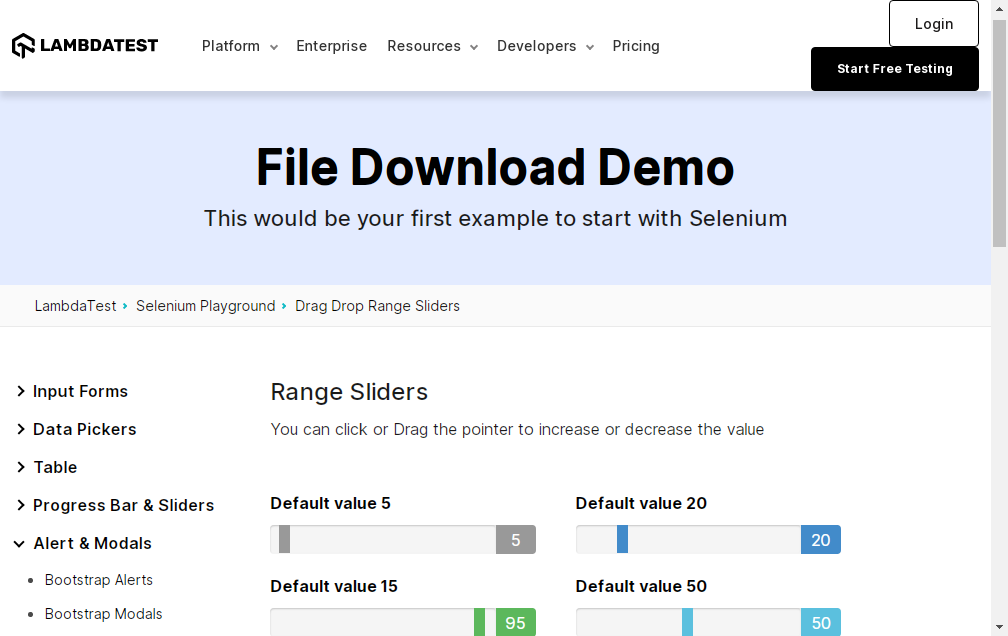 LAMBDATEST
Platform Enterprise Resources Developers Pricing
Login
Start Free Testing
File Download Demo
This would be your first example to start with Selenium
LambdaTest Selenium Playground Drag Drop Range Sliders
Input Forms
Data Pickers
Table
Progress Bar & Sliders
Alert & Modals
Bootstrap Alerts
Bootstrap Modals
Range Sliders
You can click or Drag the pointer to increase or decrease the value
Default value 5
5
Default value 20
20
Default value 15
95
Default value 50
50